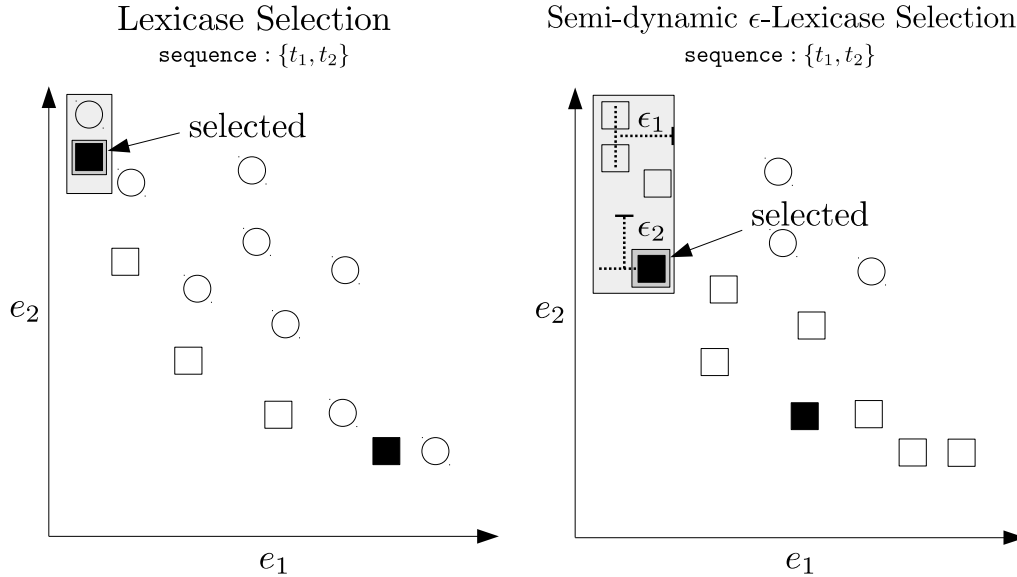 Lexicase Selection
sequence : {t₁, t₂}
selected
e₂
e₁
Semi-dynamic ϵ-Lexicase Selection
sequence : {t₁, t₂}
ϵ₁
selected
ϵ₂
e₂
e₁